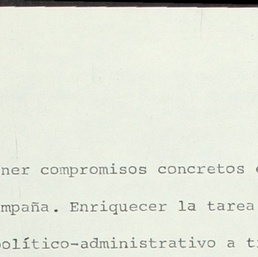 ner compromisos concretos
mpaña. Enriquecer la tarea
político-administrativo a t